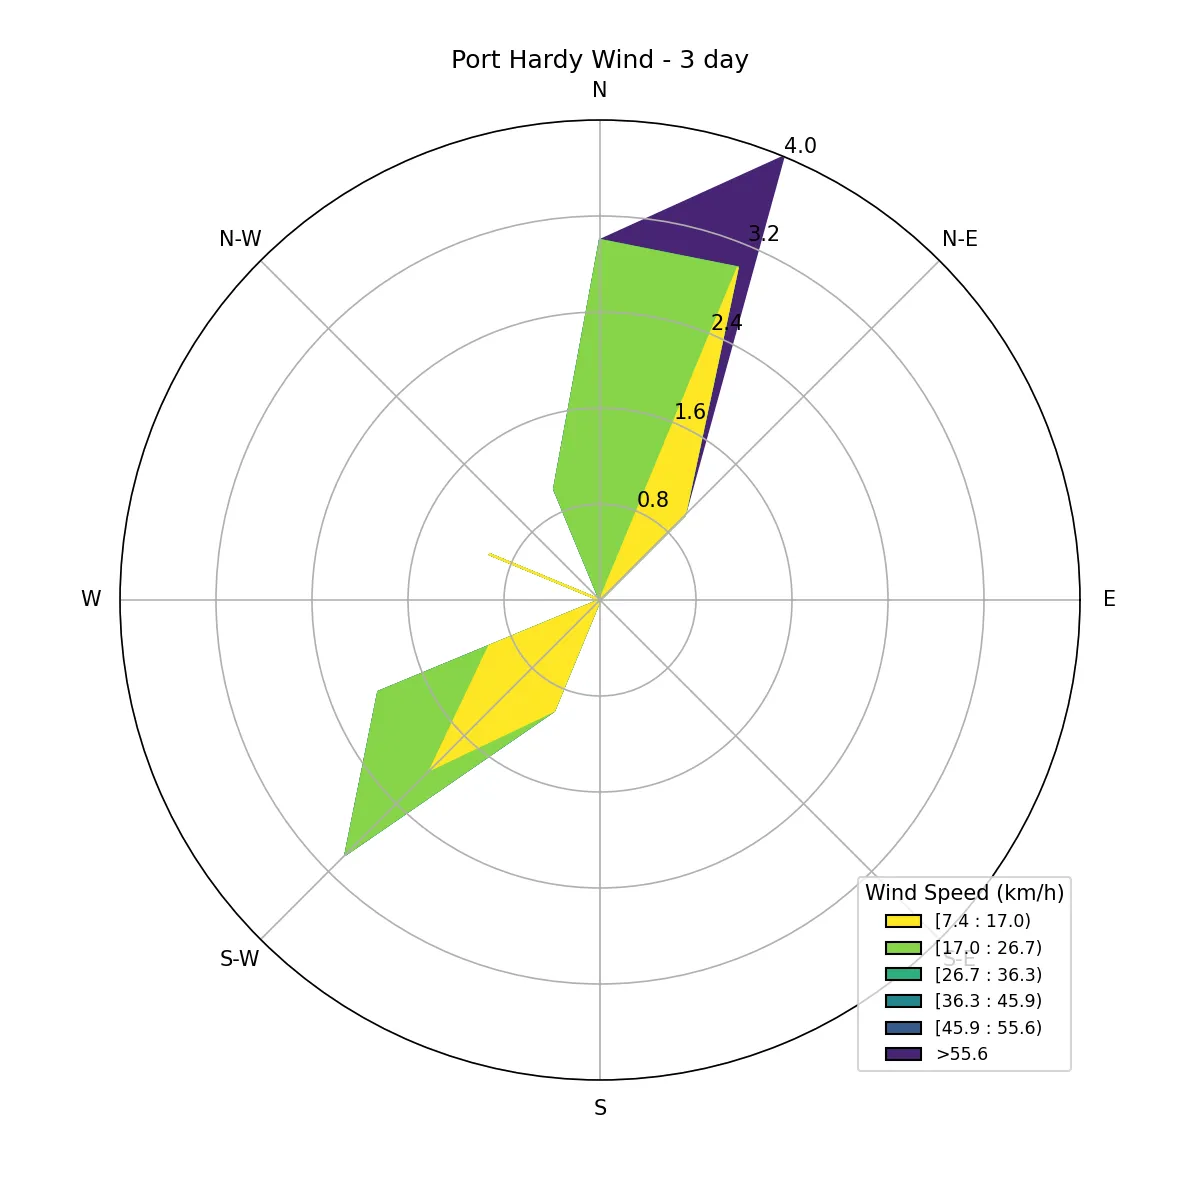 Port Hardy Wind - 3 day
N
4.0
N-W
3.2
N-E
2.4
1.6
0.8
W
E
Wind Speed (km/h)
[7.4 : 17.0)
[17.0 : 26.7)
S-W
S-E
[26.7 : 36.3)
[36.3 : 45.9)
[45.9 : 55.6)
>55.6
S